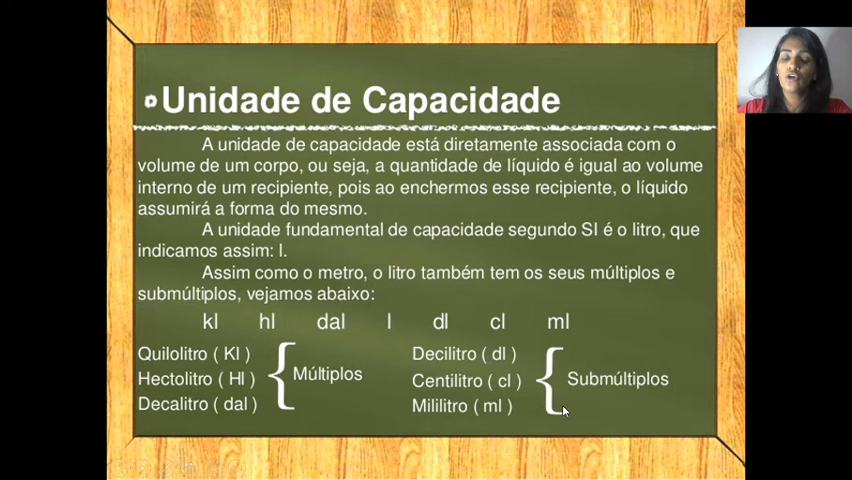 Unidade de Capacidade
A unidade de capacidade está diretamente associada com o
volume de um corpo, ou seja, a quantidade de líquido é igual ao volume
interno de um recipiente, pois ao enchermos esse recipiente, o líquido
assumirá a forma do mesmo.
A unidade fundamental de capacidade segundo SI é o litro, que
indicamos assim: l.
Assim como o metro, o litro também tem os seus múltiplos e
submúltiplos, vejamos abaixo:
kl hl dal l dl cl ml
Quilolitro ( Kl )
Hectolitro ( Hl )
Decalitro ( dal )
Múltiplos
Decilitro ( dl )
Centilitro ( cl )
Mililitro ( ml )
Submúltiplos